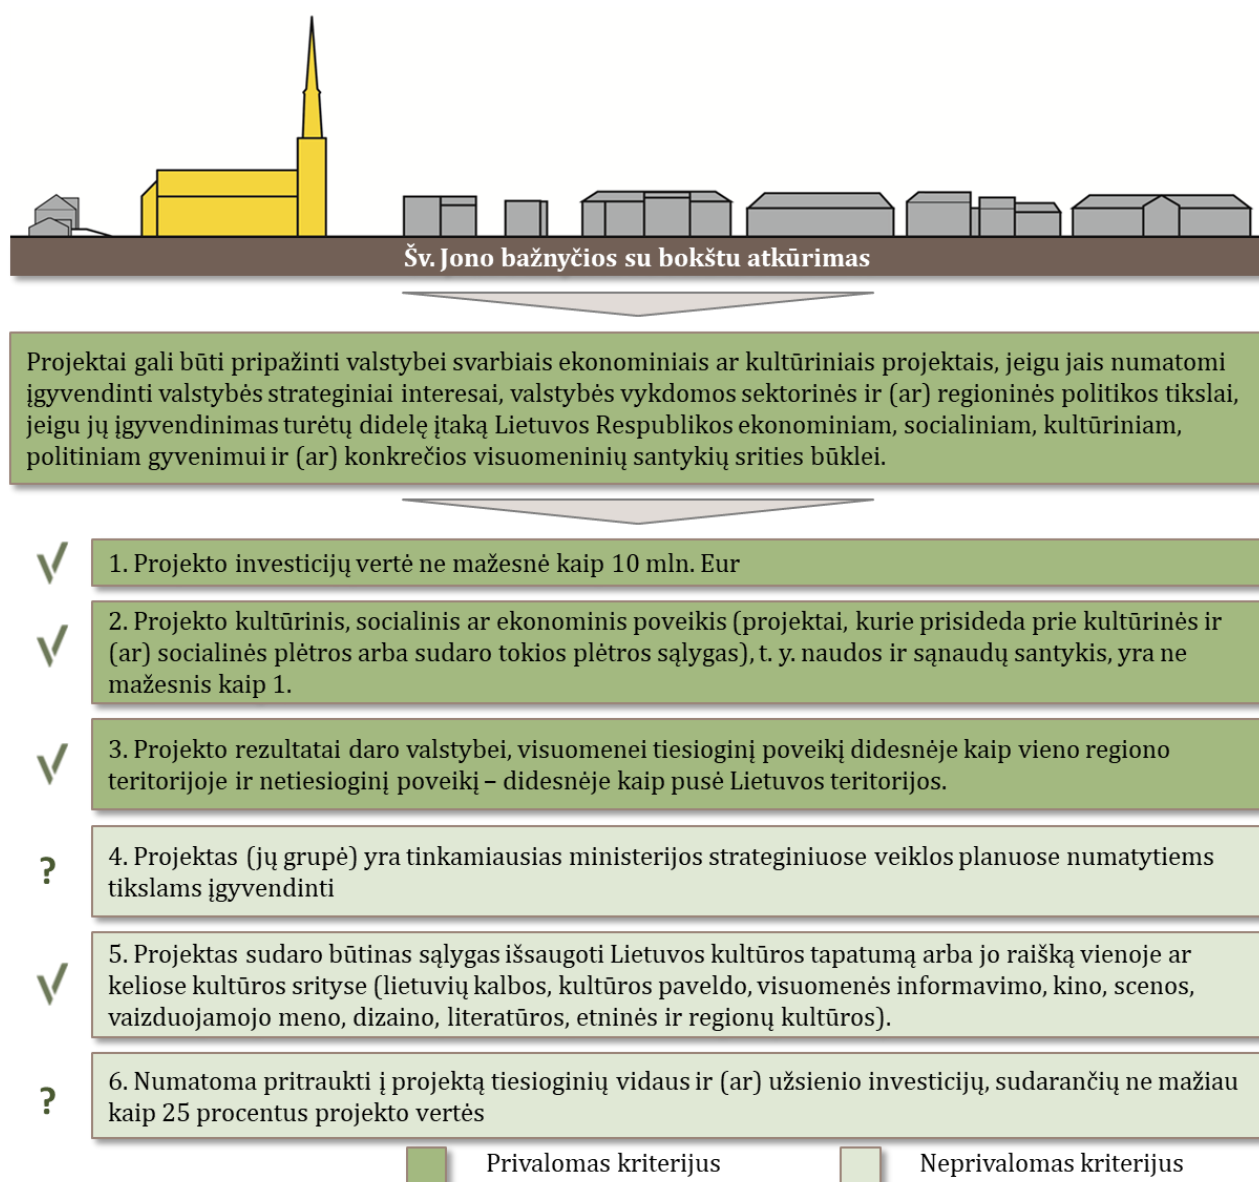 Šv. Jono bažnyčios su bokštu atkūrimas
Projektai gali būti pripažinti valstybei svarbiais ekonominiais ar kultūriniais projektais, jeigu jais numatomi
įgyvendinti valstybės strateginiai interesai, valstybės vykdomos sektorinės ir (ar) regioninės politikos tikslai,
jeigu jų įgyvendinimas turėtų didelę įtaką Lietuvos Respublikos ekonominiam, socialiniam, kultūriniam,
politiniam gyvenimui ir (ar) konkrečios visuomeninių santykių srities būklei.
1. Projekto investicijų vertė ne mažesnė kaip 10 mln. Eur
2. Projekto kultūrinis, socialinis ar ekonominis poveikis (projektai, kurie prisideda prie kultūrinės ir
(ar) socialinės plėtros arba sudaro tokios plėtros sąlygas), t. y. naudos ir sąnaudų santykis, yra ne
mažesnis kaip 1.
3. Projekto rezultatai daro valstybei, visuomenei tiesioginį poveikį didesnėje kaip vieno regiono
teritorijoje ir netiesioginį poveikį – didesnėje kaip pusė Lietuvos teritorijos.
? 4. Projektas (jų grupė) yra tinkamiausias ministerijos strateginiuose veiklos planuose numatytiems
tikslams įgyvendinti
5. Projektas sudaro būtinas sąlygas išsaugoti Lietuvos kultūros tapatumą arba jo raišką vienoje ar
keliose kultūros srityse (lietuvių kalbos, kultūros paveldo, visuomenės informavimo, kino, scenos,
vaizduojamojo meno, dizaino, literatūros, etninės ir regionų kultūros).
? 6. Numatoma pritraukti į projektą tiesioginių vidaus ir (ar) užsienio investicijų, sudarančių ne mažiau
kaip 25 procentus projekto vertės
Privalomas kriterijus Neprivalomas kriterijus